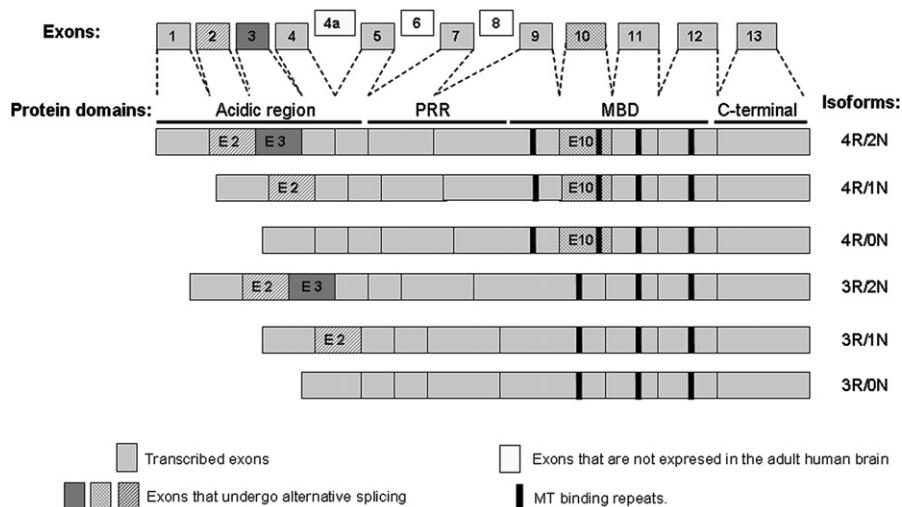 Exons: 1 2 3 4 4a 5 6 7 8 9 10 11 12 13
Protein domains: Acidic region PRR MBD C-terminal Isoforms:
E2 E3 E10 4R/2N
E2 E10 4R/1N
E10 4R/0N
E2 E3 3R/2N
E2 3R/1N
3R/0N
Transcribed exons
Exons that are not expresed in the adult human brain
Exons that undergo alternative splicing
MT binding repeats.